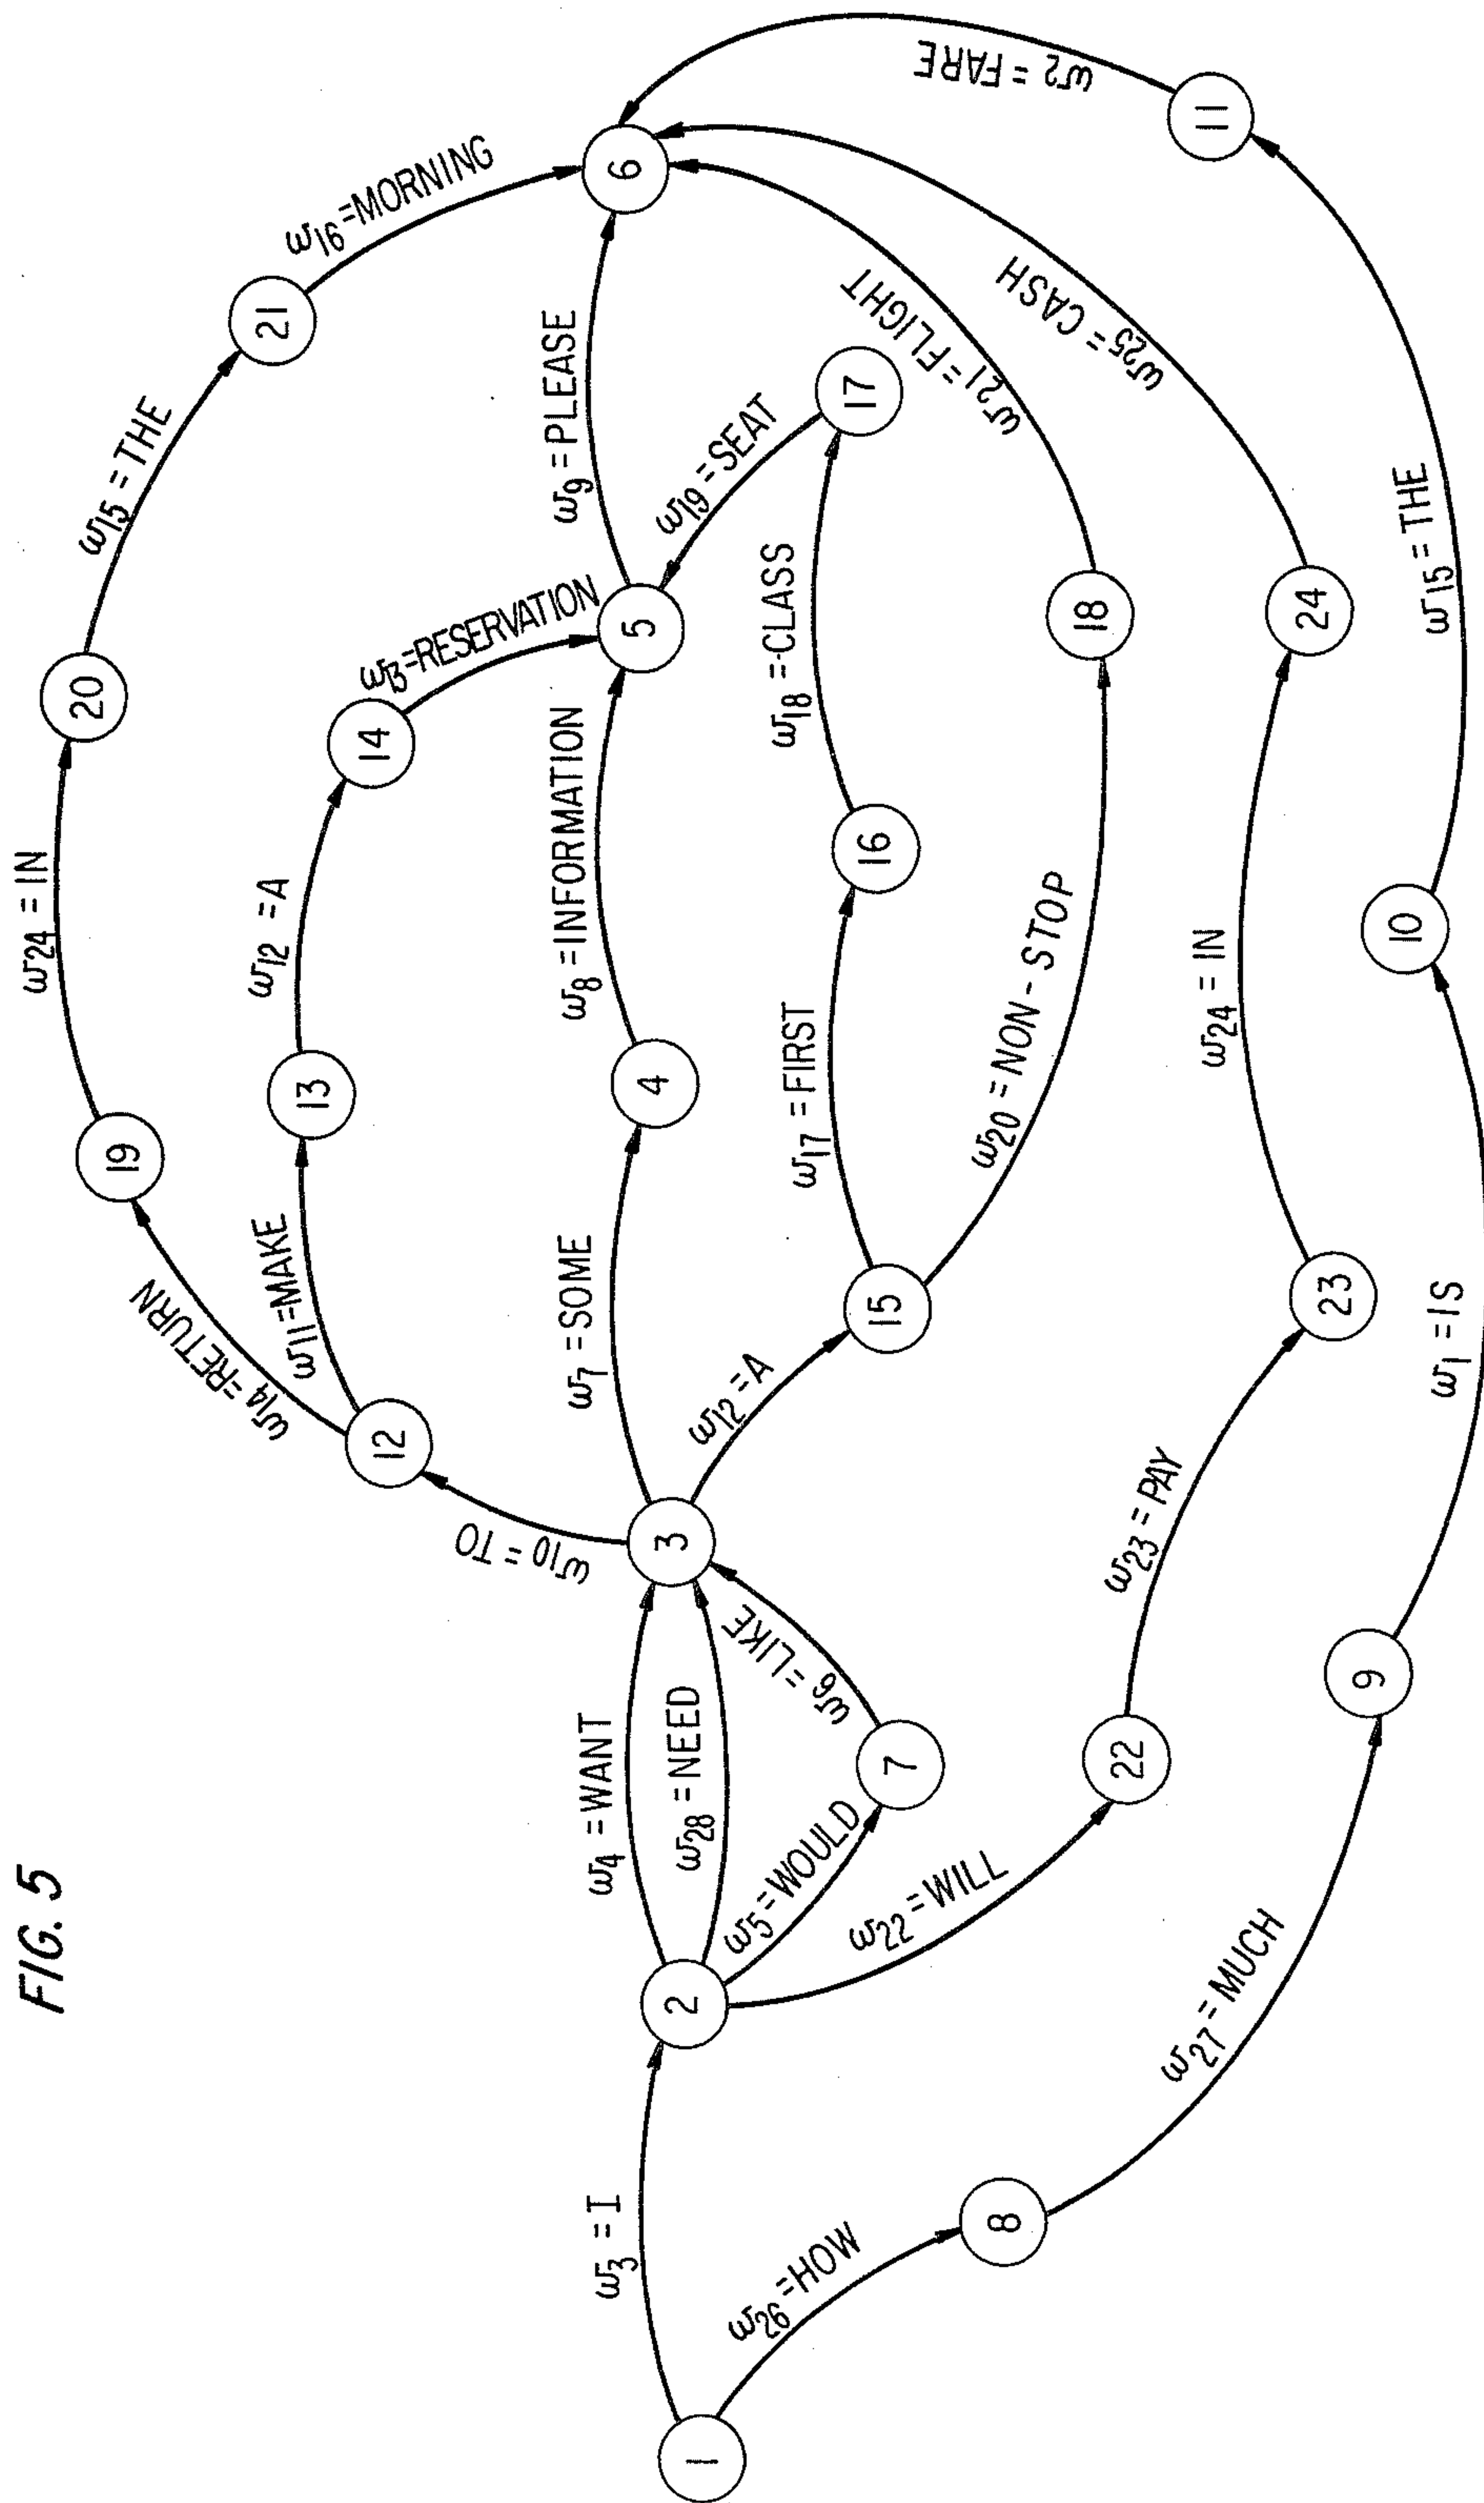 FIG. 5
1
ω3 = I
ω26 = HOW
2
8
ω4 = WANT
ω28 = NEED
ω5 = WOULD
ω22 = WILL
ω27 = MUCH
7
22
9
ω6 = LIKE
3
ω10 = TO
ω7 = SOME
ω12 = A
ω23 = PAY
ω1 = IS
12
15
23
ω14 = RETURN
ω11 = MAKE
19
13
4
ω17 = FIRST
ω20 = NON - STOP
ω24 = IN
10
ω24 = IN
ω12 = A
ω8 = INFORMATION
16
20
14
5
ω18 = CLASS
18
24
ω15 = THE
ω15 = THE
ω13 = RESERVATION
ω9 = PLEASE
ω19 = SEAT
17
ω21 = FLIGHT
ω25 = CASH
21
ω16 = MORNING
6
11
ω2 = FARE